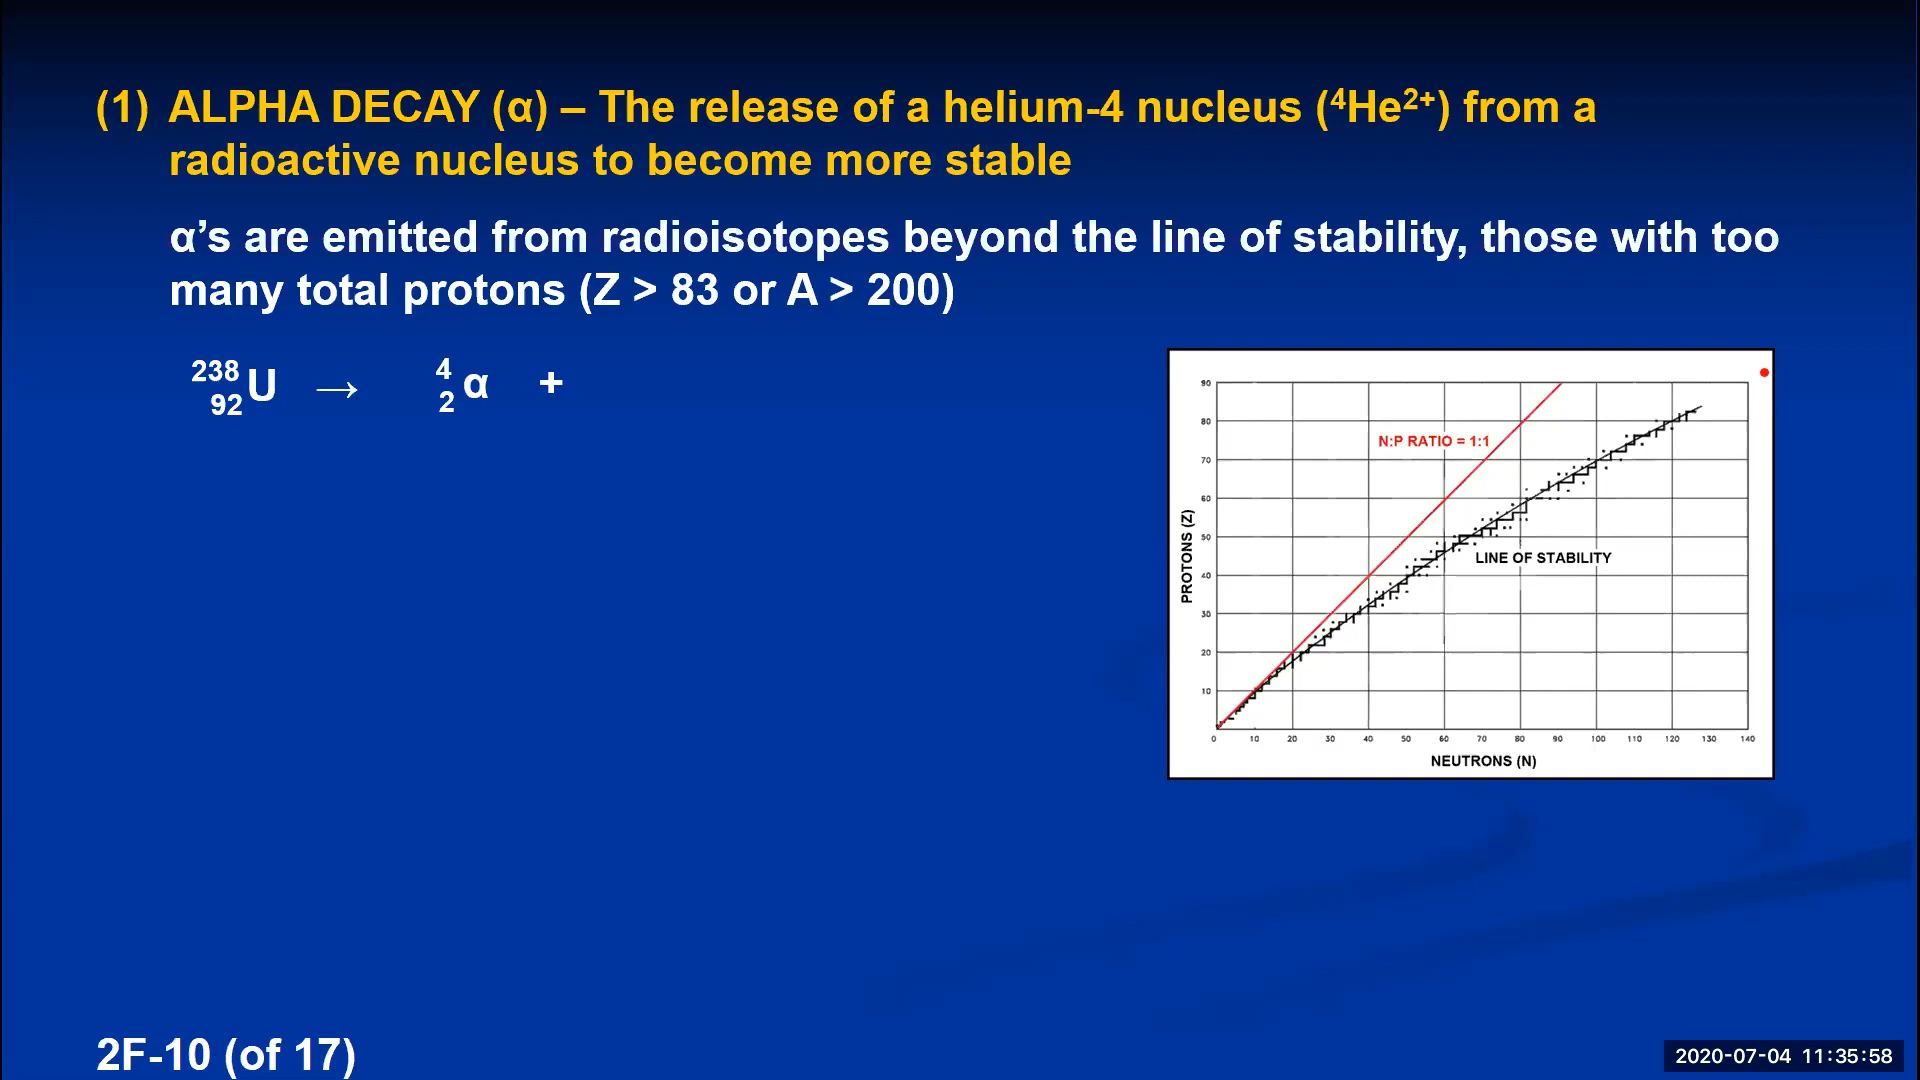 (1) ALPHA DECAY (α) – The release of a helium-4 nucleus (⁴He²⁺) from a
radioactive nucleus to become more stable
α’s are emitted from radioisotopes beyond the line of stability, those with too
many total protons (Z > 83 or A > 200)
²³⁸₉₂U → ⁴₂α +
90
80
70
60
50
40
30
20
10
PROTONS (Z)
N:P RATIO = 1:1
LINE OF STABILITY
0 10 20 30 40 50 60 70 80 90 100 110 120 130 140
NEUTRONS (N)
2F-10 (of 17)
2020-07-04 11:35:58